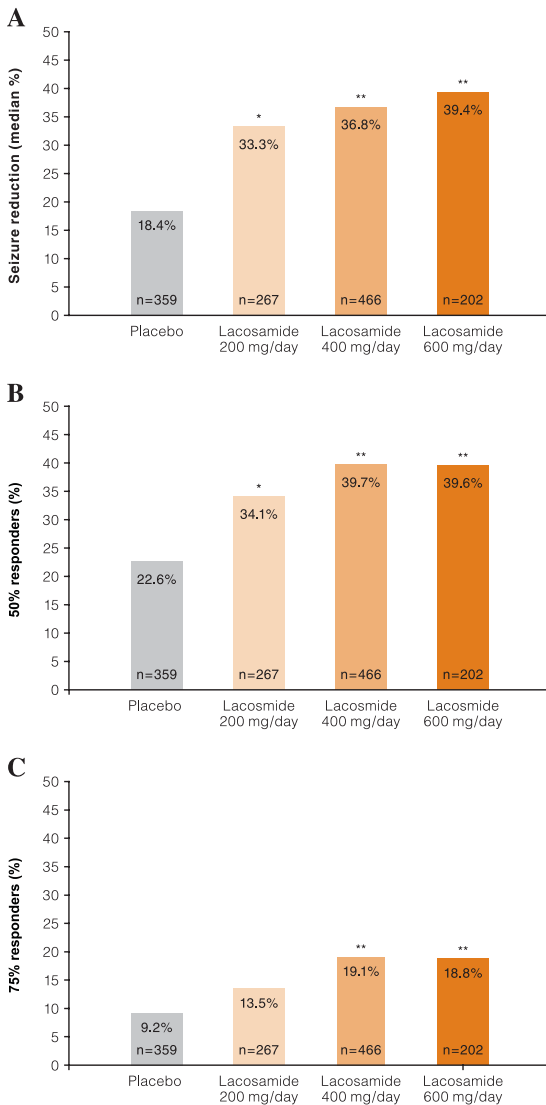 A
Seizure reduction (median %)
50
45
40
35
30
25
20
15
10
5
0
*
**
**
18.4%
33.3%
36.8%
39.4%
n=359
n=267
n=466
n=202
Placebo
Lacosamide
200 mg/day
Lacosamide
400 mg/day
Lacosamide
600 mg/day
B
50% responders (%)
50
45
40
35
30
25
20
15
10
5
0
*
**
**
22.6%
34.1%
39.7%
39.6%
n=359
n=267
n=466
n=202
Placebo
Lacosmide
200 mg/day
Lacosmide
400 mg/day
Lacosmide
600 mg/day
C
75% responders (%)
50
45
40
35
30
25
20
15
10
5
0
**
**
9.2%
13.5%
19.1%
18.8%
n=359
n=267
n=466
n=202
Placebo
Lacosamide
200 mg/day
Lacosamide
400 mg/day
Lacosamide
600 mg/day